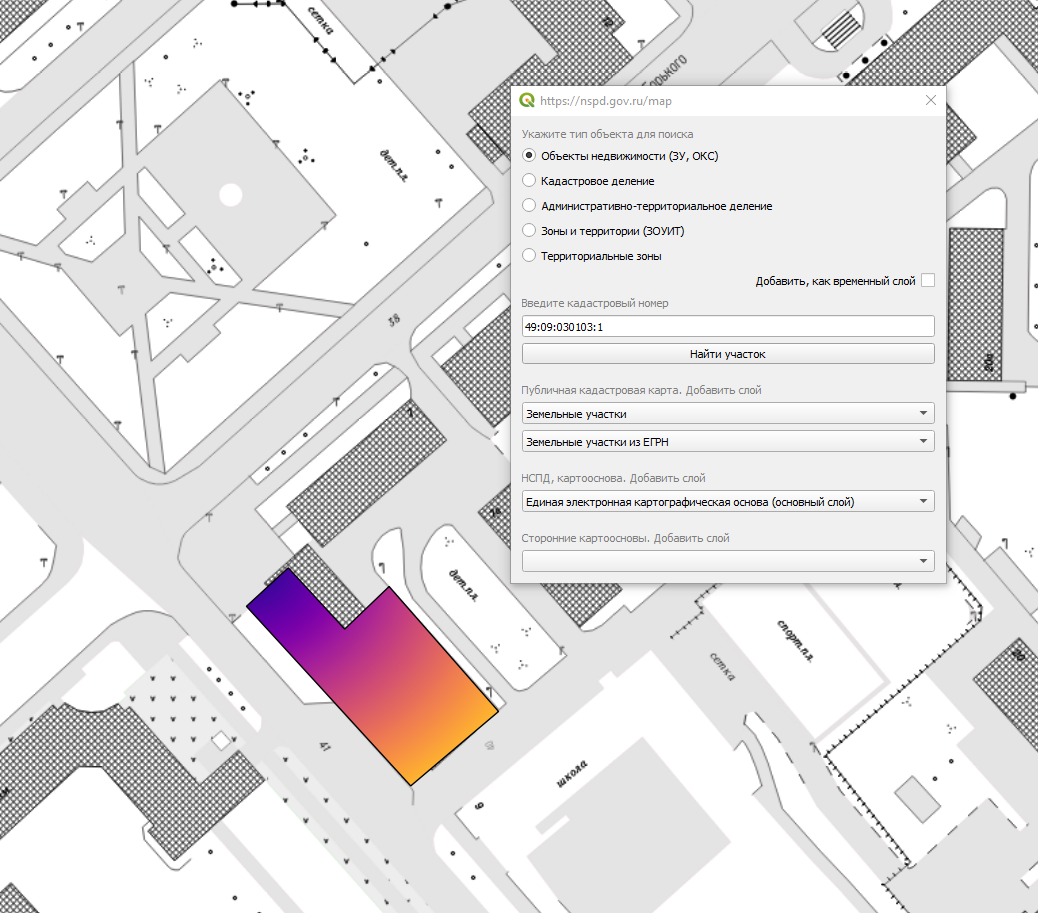 сетка
12
Горького
https://nspd.gov.ru/map
Укажите тип объекта для поиска
Объекты недвижимости (ЗУ, ОКС)
Кадастровое деление
Административно-территориальное деление
Зоны и территории (ЗОУИТ)
Территориальные зоны
Добавить, как временный слой
Введите кадастровый номер
49:09:030103:1
Найти участок
Публичная кадастровая карта. Добавить слой
Земельные участки
Земельные участки из ЕГРН
НСПД, картооснова. Добавить слой
Единая электронная картографическая основа (основный слой)
Сторонние картоосновы. Добавить слой
дет.пл.
38
20а
1
дет.пл.
спорт.пл.
сетка
20
41
школа
9